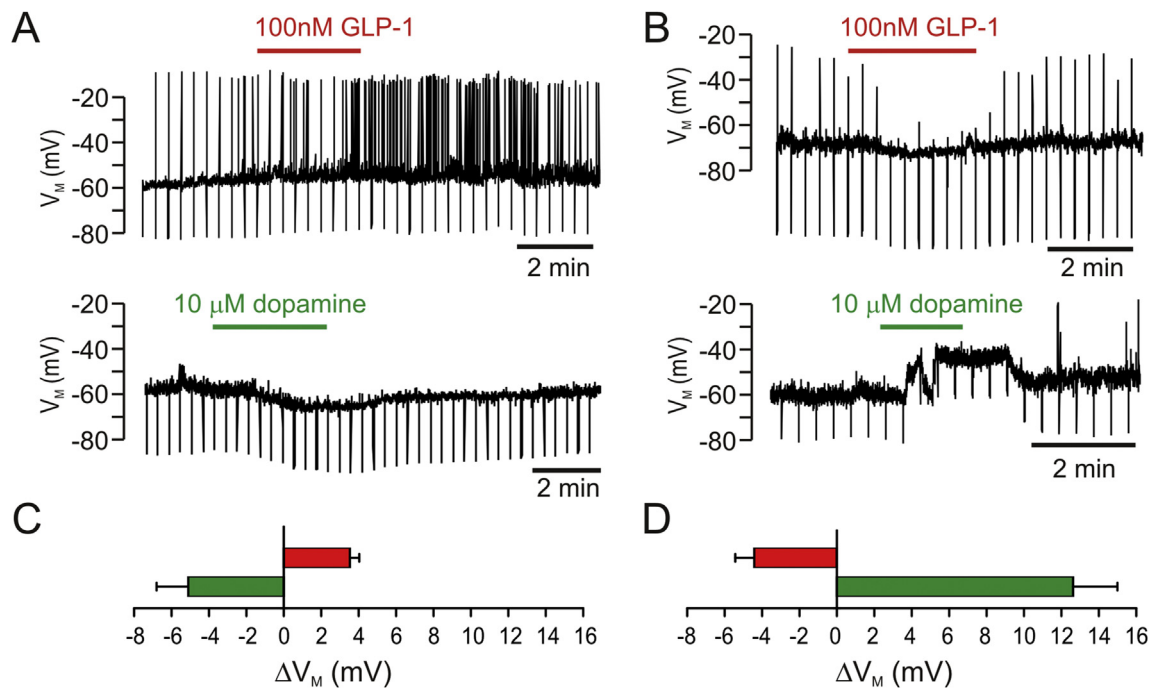 A
100nM GLP-1
-20
-40
-60
-80
V_M (mV)
2 min
B
100nM GLP-1
-20
-40
-60
-80
V_M (mV)
2 min
10 μM dopamine
-20
-40
-60
-80
V_M (mV)
2 min
10 μM dopamine
-20
-40
-60
-80
V_M (mV)
2 min
C
-8 -6 -4 -2 0 2 4 6 8 10 12 14 16
ΔV_M (mV)
D
-8 -6 -4 -2 0 2 4 6 8 10 12 14 16
ΔV_M (mV)